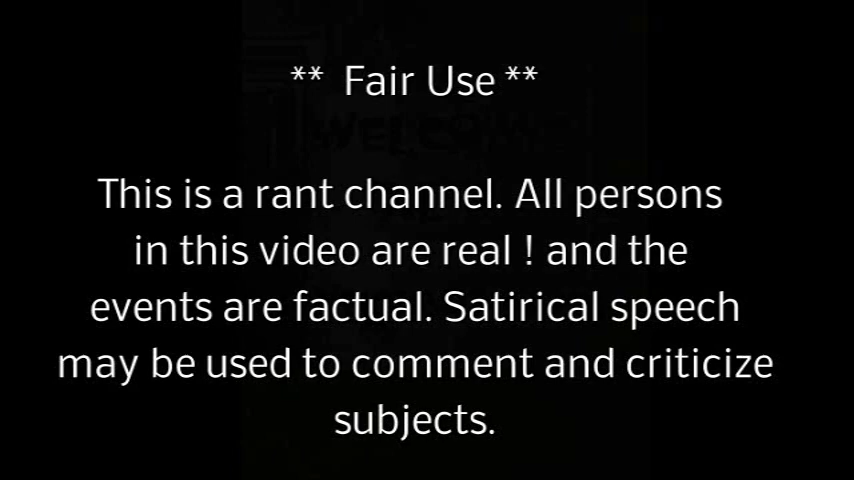 ** Fair Use **
This is a rant channel. All persons
in this video are real ! and the
events are factual. Satirical speech
may be used to comment and criticize
subjects.
WELCOME